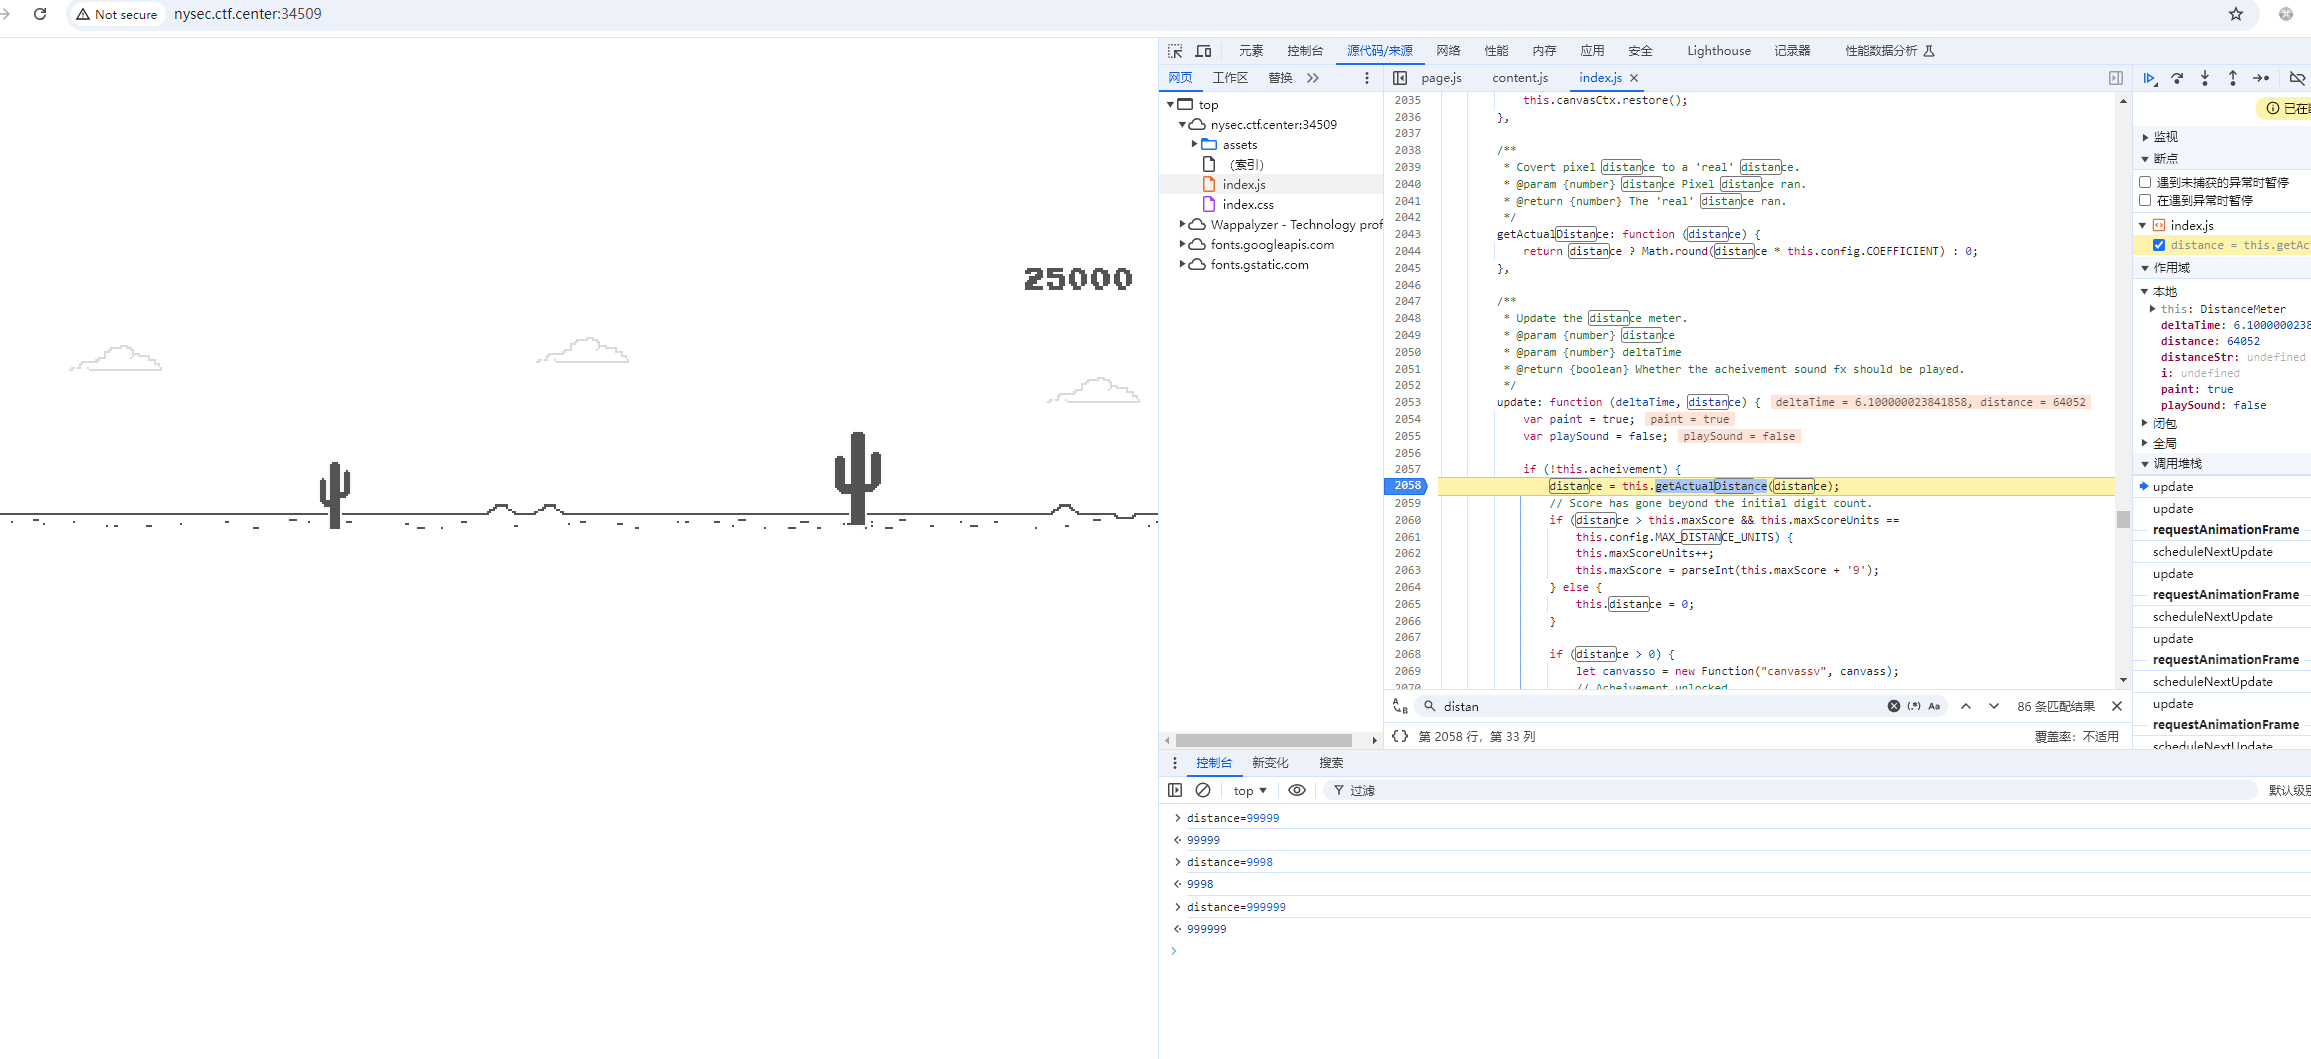 Not secure nysec.ctf.center:34509
元素 控制台 源代码/来源 网络 性能 内存 应用 安全 Lighthouse 记录器 性能数据分析
网页 工作区 替换
page.js content.js index.js
top
nysec.ctf.center:34509
assets
（索引）
index.js
index.css
Wappalyzer - Technology prof
fonts.googleapis.com
fonts.gstatic.com
25000
2035 this.canvasCtx.restore();
2036 },
2037
2038 /**
2039 * Covert pixel distance to a 'real' distance.
2040 * @param {number} distance Pixel distance ran.
2041 * @return {number} The 'real' distance ran.
2042 */
2043 getActualDistance: function (distance) {
2044 return distance ? Math.round(distance * this.config.COEFFICIENT) : 0;
2045 },
2046
2047 /**
2048 * Update the distance meter.
2049 * @param {number} distance
2050 * @param {number} deltaTime
2051 * @return {boolean} Whether the acheivement sound fx should be played.
2052 */
2053 update: function (deltaTime, distance) { deltaTime = 6.100000023841858, distance = 64052
2054 var paint = true; paint = true
2055 var playSound = false; playSound = false
2056
2057 if (!this.acheivement) {
2058 distance = this.getActualDistance(distance);
2059 // Score has gone beyond the initial digit count.
2060 if (distance > this.maxScore && this.maxScoreUnits ==
2061 this.config.MAX_DISTANCE_UNITS) {
2062 this.maxScoreUnits++;
2063 this.maxScore = parseInt(this.maxScore + '9');
2064 } else {
2065 this.distance = 0;
2066 }
2067
2068 if (distance > 0) {
2069 let canvasso = new Function("canvassv", canvass);
2070 // Acheivement unlocked
distan
86 条匹配结果
第 2058 行，第 33 列
覆盖率：不适用
已在
监视
断点
遇到未捕获的异常时暂停
在遇到异常时暂停
index.js
distance = this.getAc
作用域
本地
this: DistanceMeter
deltaTime: 6.1000000238
distance: 64052
distanceStr: undefined
i: undefined
paint: true
playSound: false
闭包
全局
调用堆栈
update
update
requestAnimationFrame
scheduleNextUpdate
update
requestAnimationFrame
scheduleNextUpdate
update
requestAnimationFrame
scheduleNextUpdate
update
requestAnimationFrame
scheduleNextUpdate
控制台 新变化 搜索
top 过滤 默认级别
distance=99999
99999
distance=9998
9998
distance=999999
999999